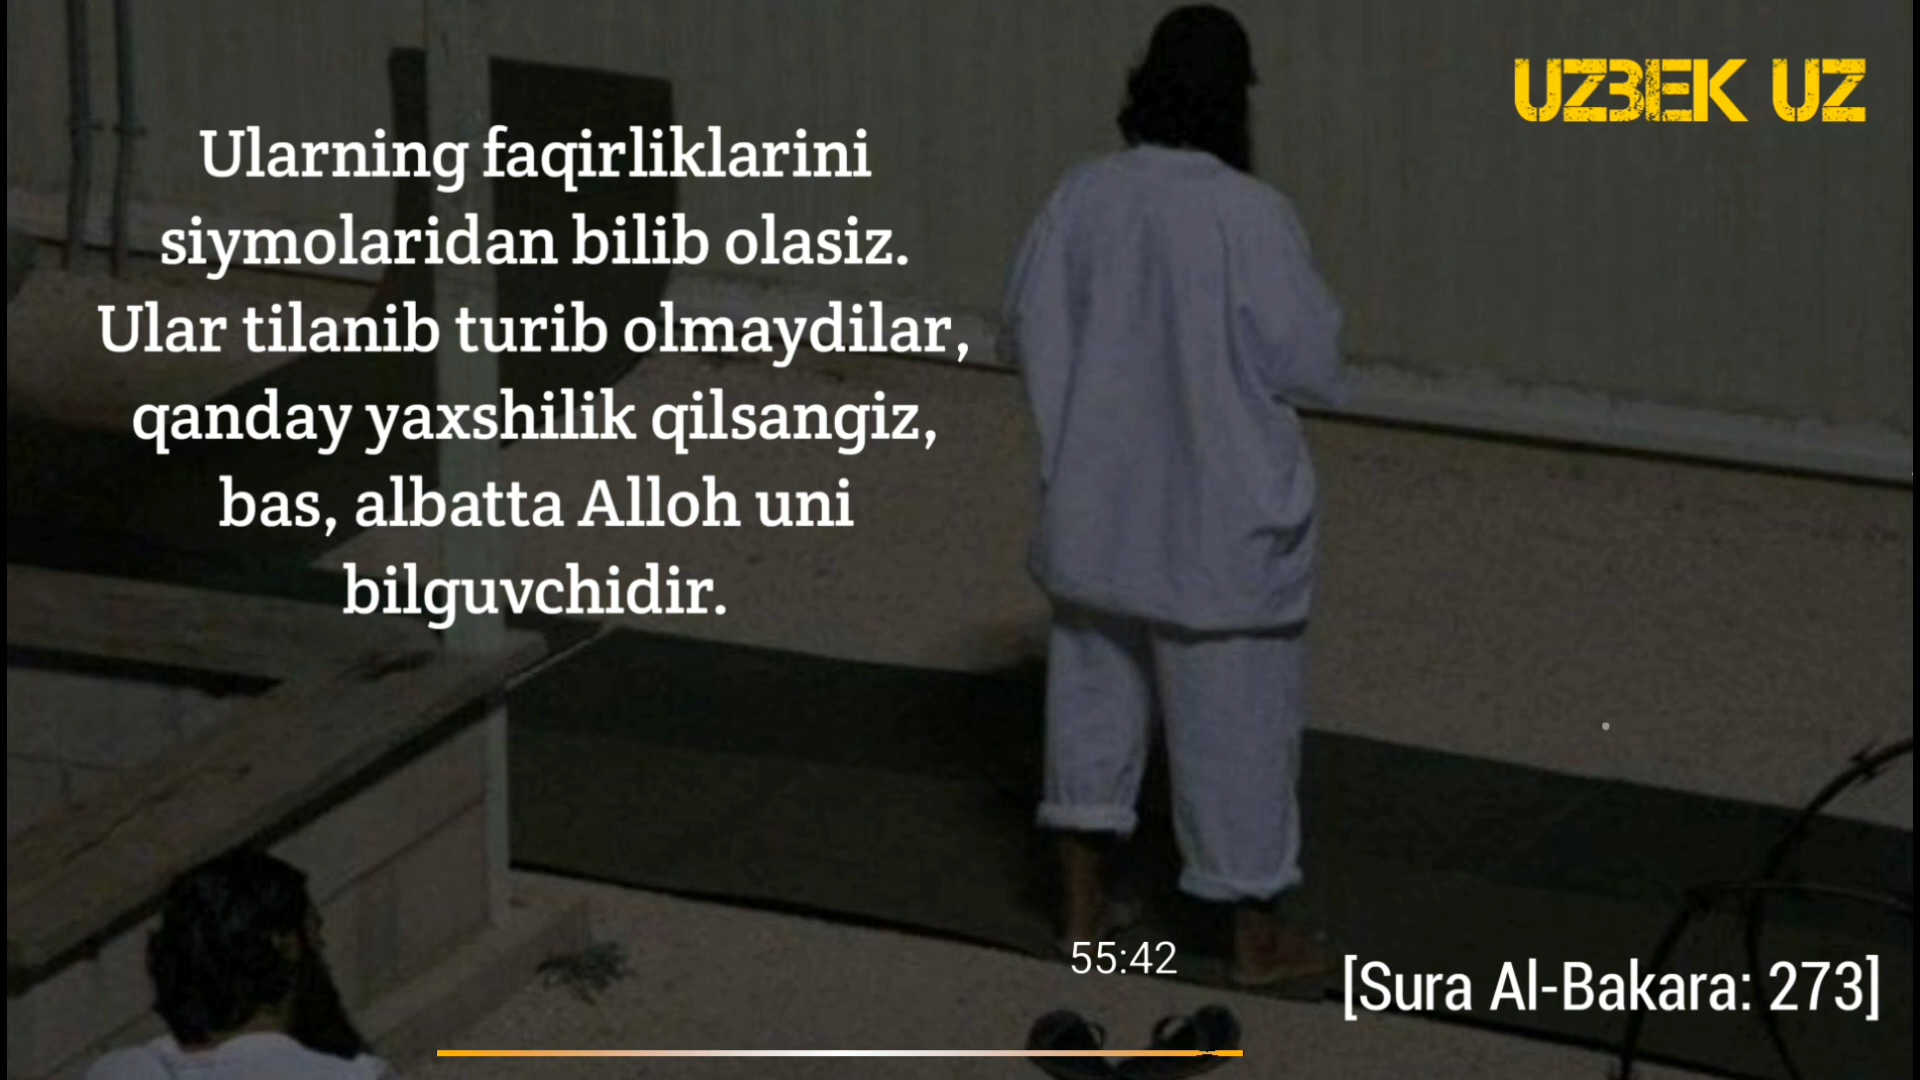 UZBEK UZ
Ularning faqirliklarini
siymolaridan bilib olasiz.
Ular tilanib turib olmaydilar,
qanday yaxshilik qilsangiz,
bas, albatta Alloh uni
bilguvchidir.
55:42
[Sura Al-Bakara: 273]